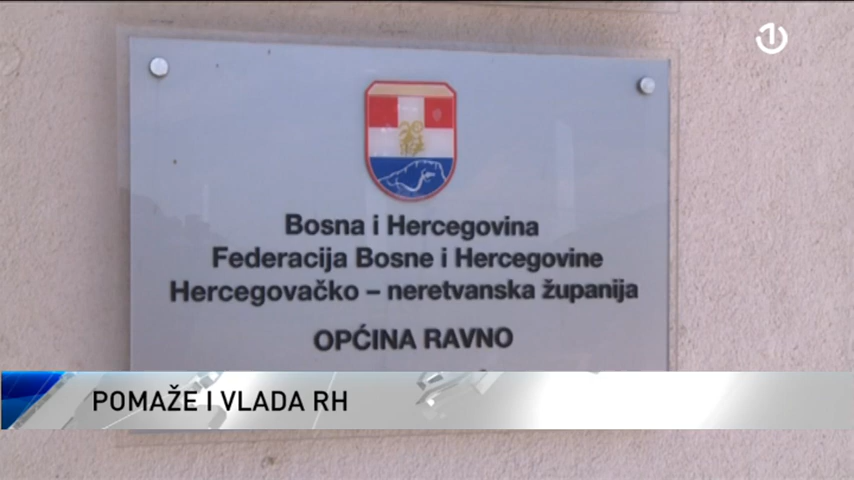 Bosna i Hercegovina
Federacija Bosne i Hercegovine
Hercegovačko – neretvanska županija
OPĆINA RAVNO
POMAŽE I VLADA RH